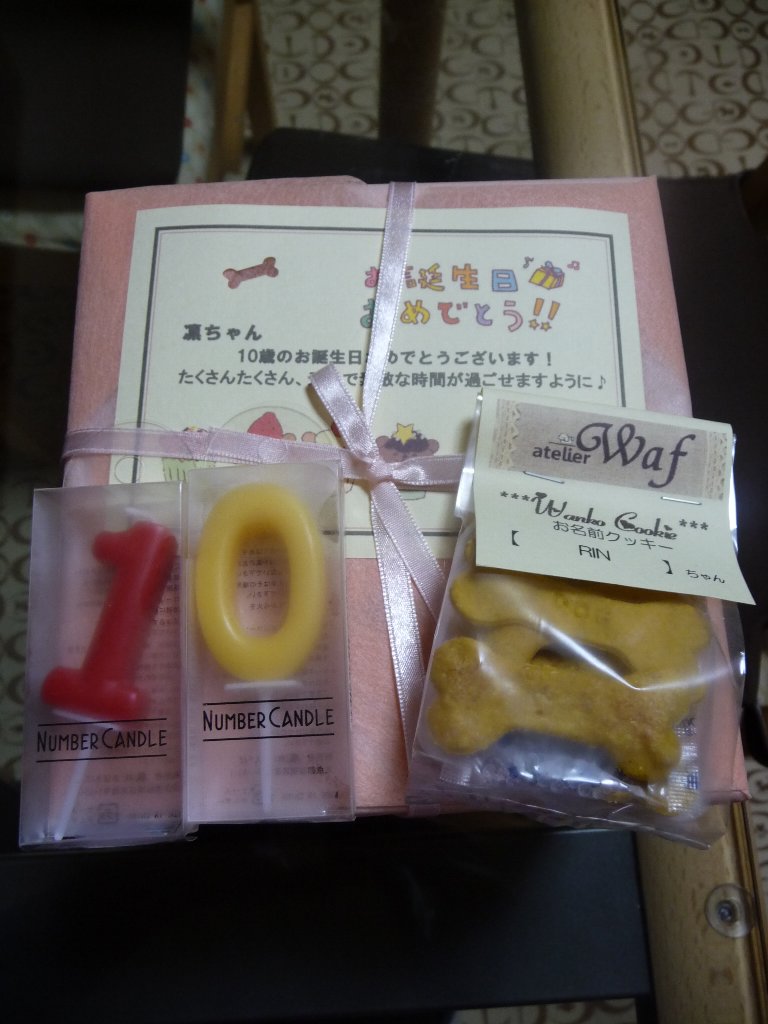 お誕生日
おめでとう!!
凛ちゃん
10歳のお誕生日おめでとうございます！
たくさんたくさん、 な時間が過ごせますように♪
atelier Waf
***Wanko Cookie***
お名前クッキー
【 RIN 】ちゃん
NUMBER CANDLE
NUMBER CANDLE
10